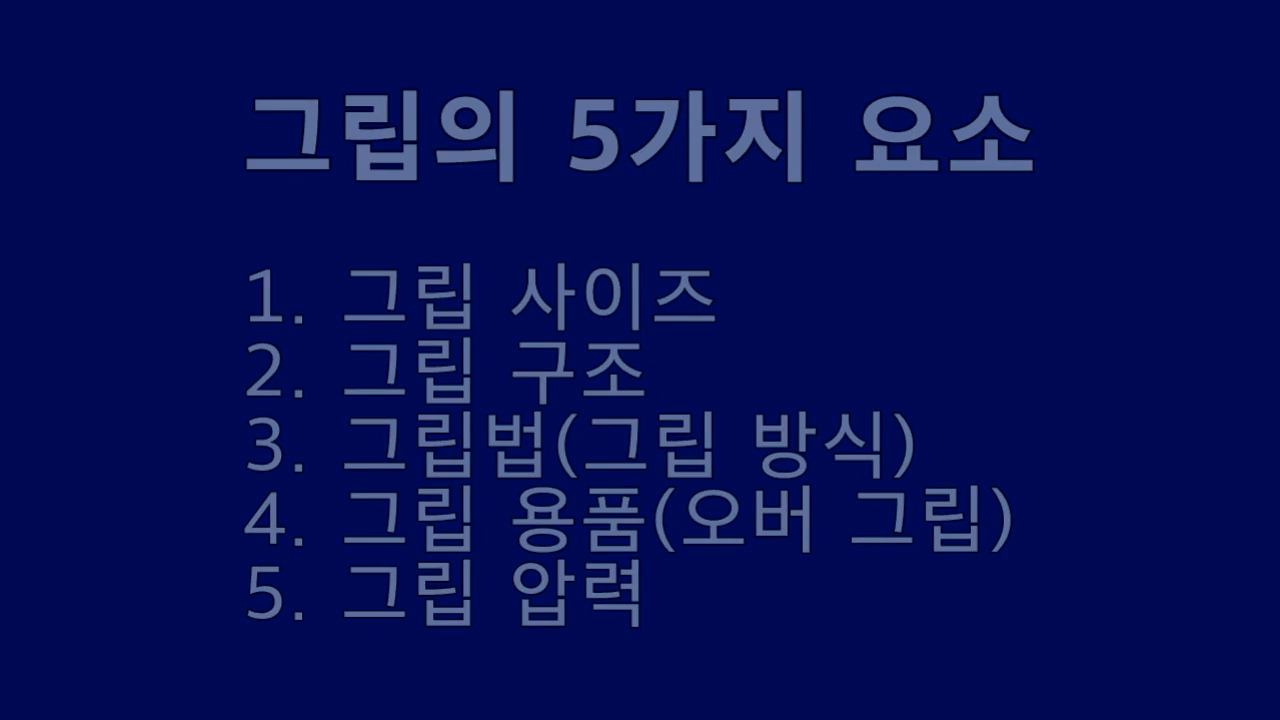 그립의 5가지 요소
1. 그립 사이즈
2. 그립 구조
3. 그립법(그립 방식)
4. 그립 용품(오버 그립)
5. 그립 압력